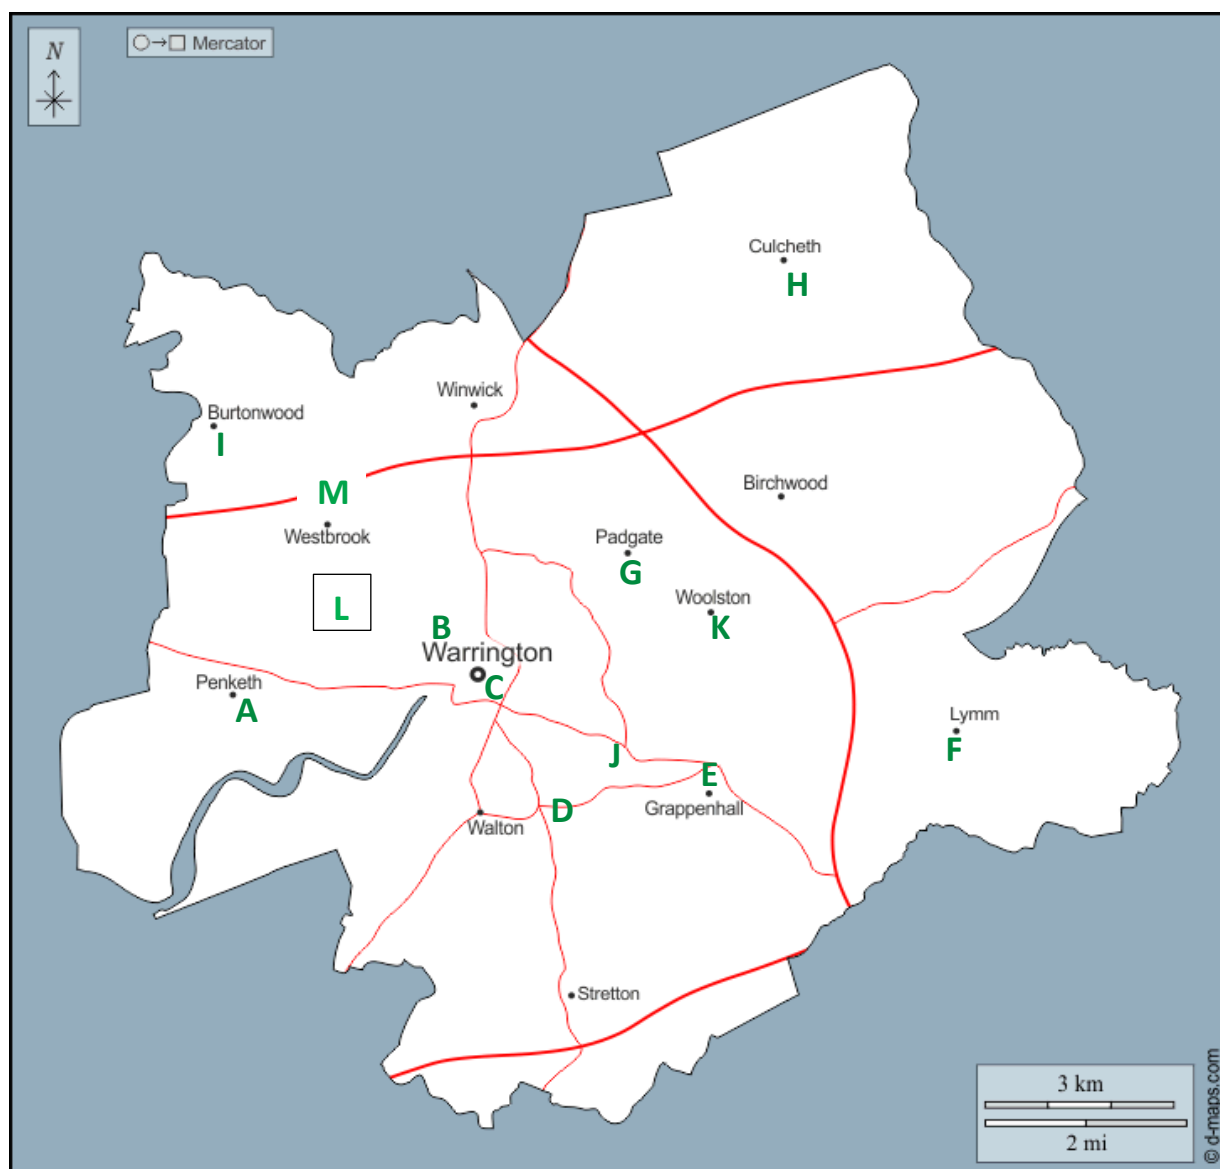 N
Mercator
Culcheth
H
Winwick
Burtonwood
I
Birchwood
M
Westbrook
Padgate
G
Woolston
K
L
B
Warrington
C
Penketh
A
Lymm
F
J
E
Grappenhall
D
Walton
Stretton
3 km
2 mi
© d-maps.com